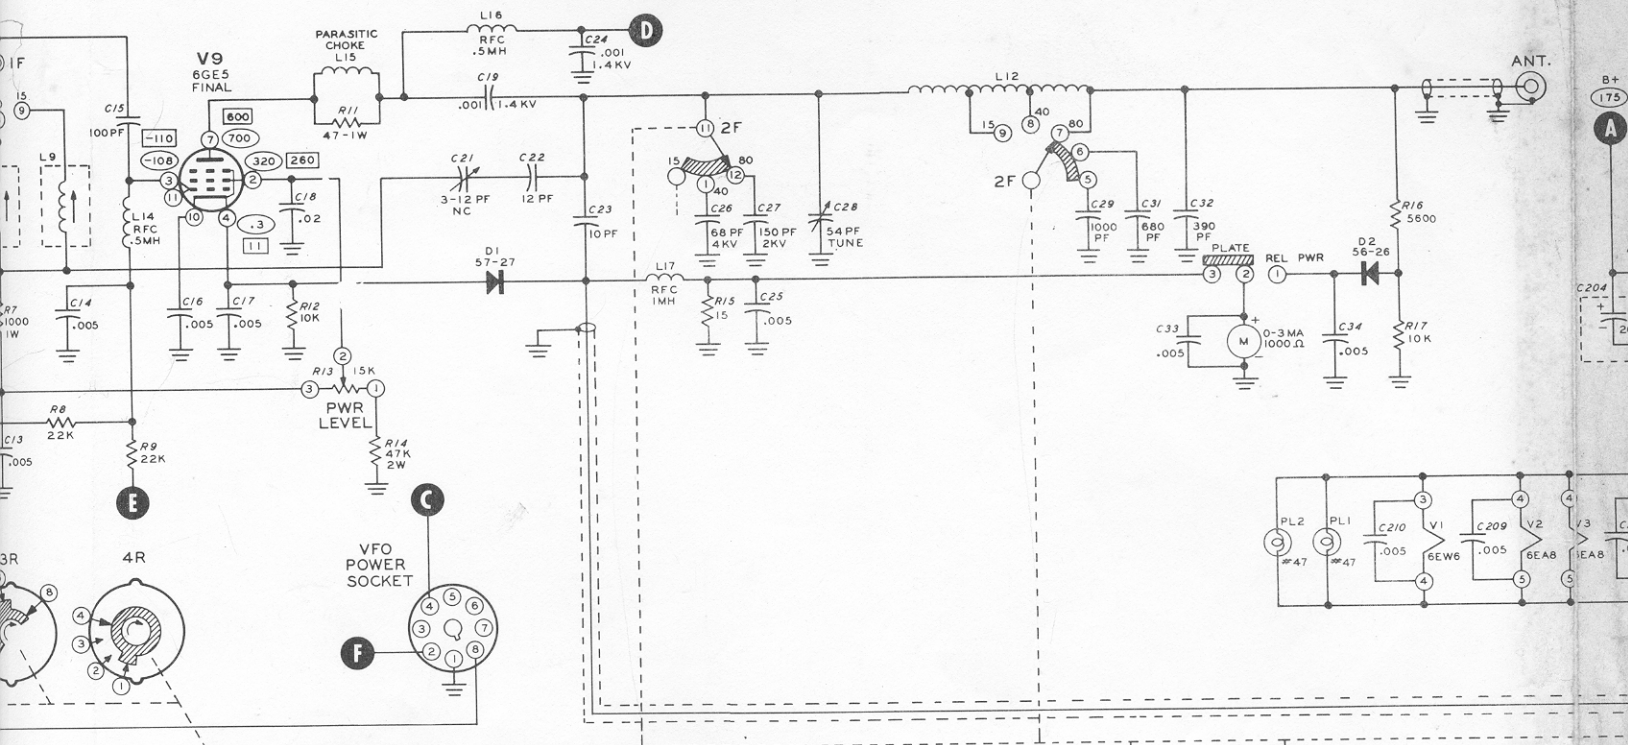 L16
RFC
.5MH
C24
.001
1.4KV
D
PARASITIC
CHOKE
L15
R11
47-1W
C19
.001
1.4KV
V9
6GE5
FINAL
1F
15
9
C15
100PF
L9
-110
-108
600
700
320
260
7
3
11
2
10
4
.3
11
L14
RFC
.5MH
C18
.02
C21
3-12 PF
NC
C22
12 PF
C23
10 PF
11
2F
15
80
1
40
12
C26
68 PF
4KV
C27
150 PF
2KV
C28
54 PF
TUNE
L12
15
9
40
8
80
7
6
2F
5
C29
1000
PF
C31
680
PF
C32
390
PF
R16
5600
ANT.
B+
175
A
D1
57-27
L17
RFC
1MH
R15
15
C25
.005
PLATE
3
2
REL PWR
1
D2
56-26
C33
.005
+
M
-
0-3MA
1000Ω
C34
.005
R17
10K
C204
+
-
R7
1000
1W
C14
.005
C16
.005
C17
.005
R12
10K
2
R13
15K
3
1
PWR
LEVEL
R14
47K
2W
R8
22K
C13
.005
R9
22K
E
3R
8
4R
4
3
2
1
C
VFO
POWER
SOCKET
4
5
6
3
7
2
1
8
F
PL2
#47
PL1
#47
C210
.005
3
V1
6EW6
4
C209
.005
4
V2
6EA8
5
4
V3
6EA8
5